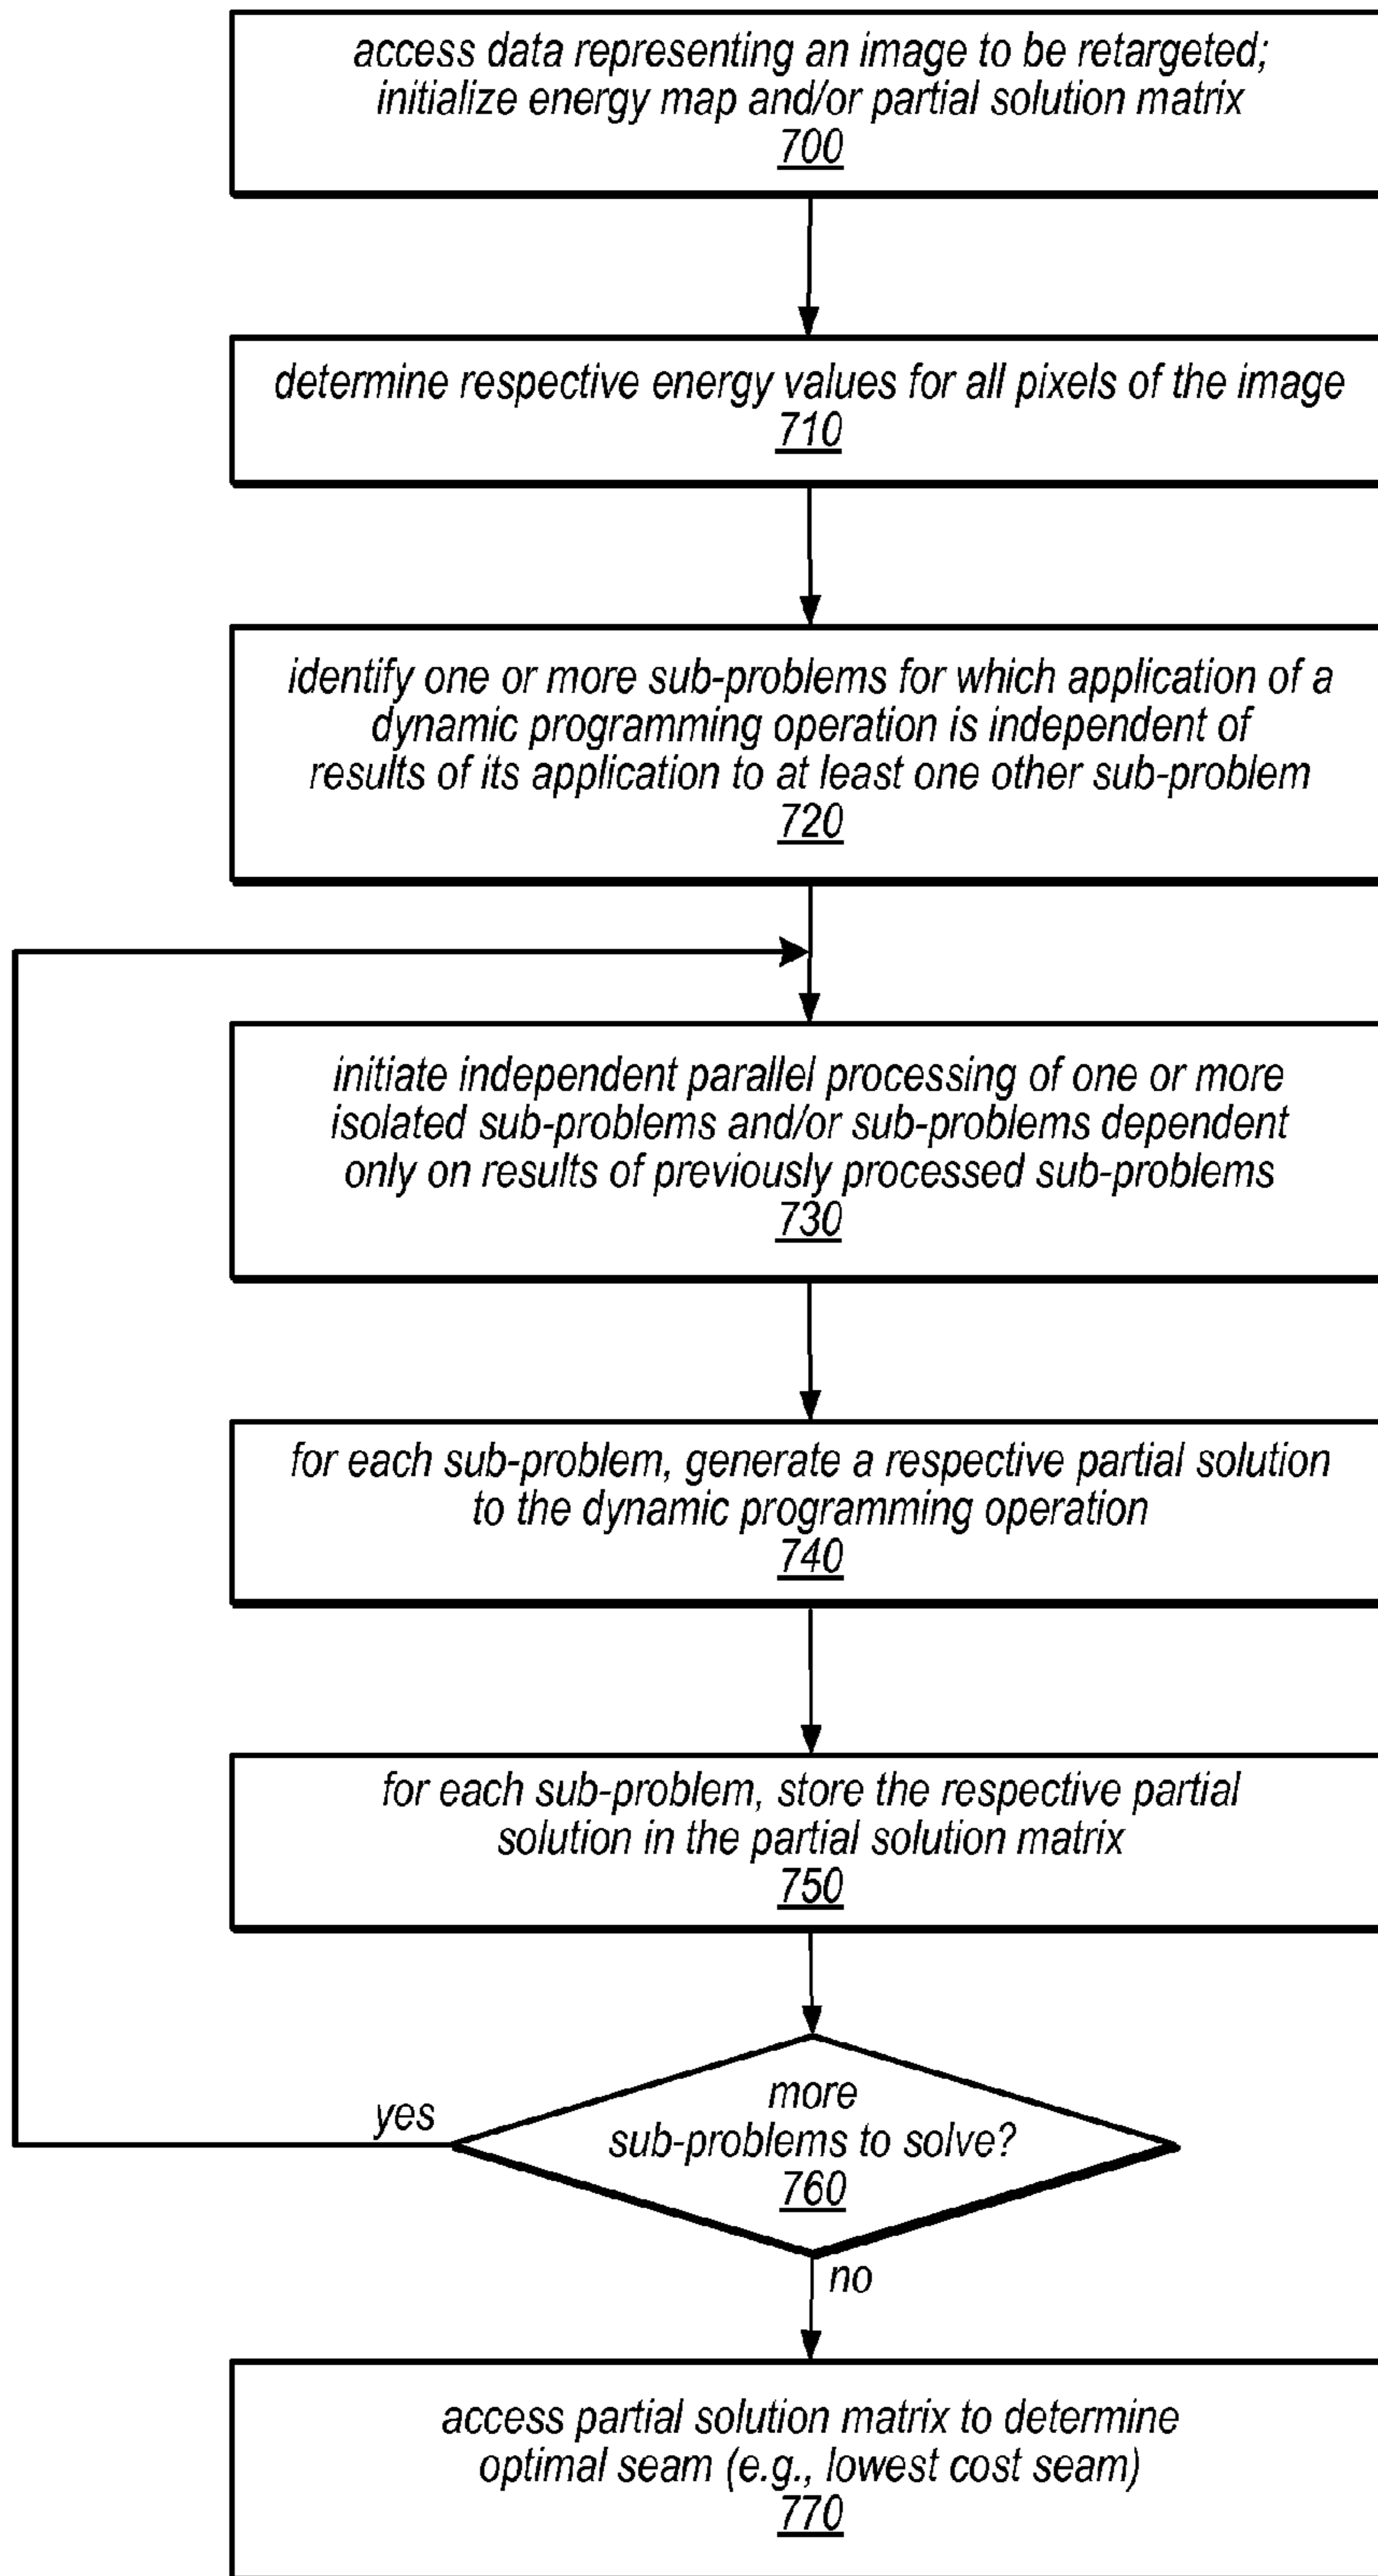 access data representing an image to be retargeted;
initialize energy map and/or partial solution matrix
700
determine respective energy values for all pixels of the image
710
identify one or more sub-problems for which application of a
dynamic programming operation is independent of
results of its application to at least one other sub-problem
720
initiate independent parallel processing of one or more
isolated sub-problems and/or sub-problems dependent
only on results of previously processed sub-problems
730
for each sub-problem, generate a respective partial solution
to the dynamic programming operation
740
for each sub-problem, store the respective partial
solution in the partial solution matrix
750
yes
more
sub-problems to solve?
760
no
access partial solution matrix to determine
optimal seam (e.g., lowest cost seam)
770